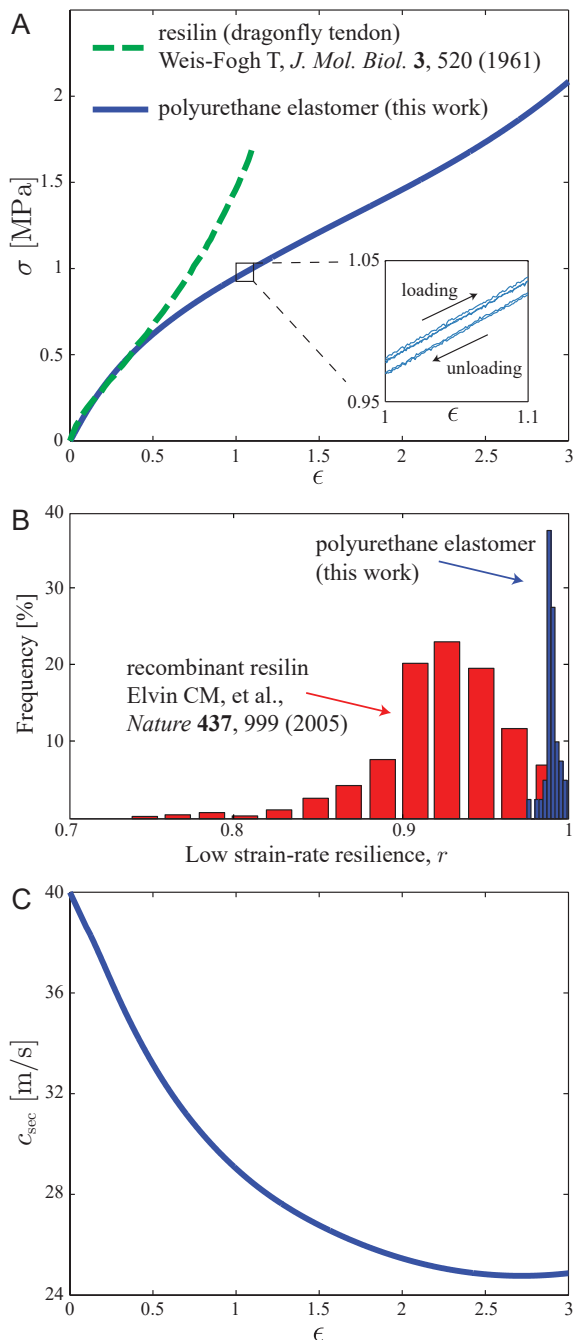 A
resilin (dragonfly tendon)
Weis-Fogh T, J. Mol. Biol. 3, 520 (1961)
polyurethane elastomer (this work)
σ [MPa]
2
1.5
1
0.5
0
0
0.5
1
1.5
2
2.5
3
ϵ
1.05
loading
unloading
0.95
1
ϵ
1.1
B
polyurethane elastomer
(this work)
recombinant resilin
Elvin CM, et al.,
Nature 437, 999 (2005)
Frequency [%]
40
30
20
10
0.7
0.8
0.9
1
Low strain-rate resilience, r
C
c_sec [m/s]
40
36
32
28
24
0
0.5
1
1.5
2
2.5
3
ϵ